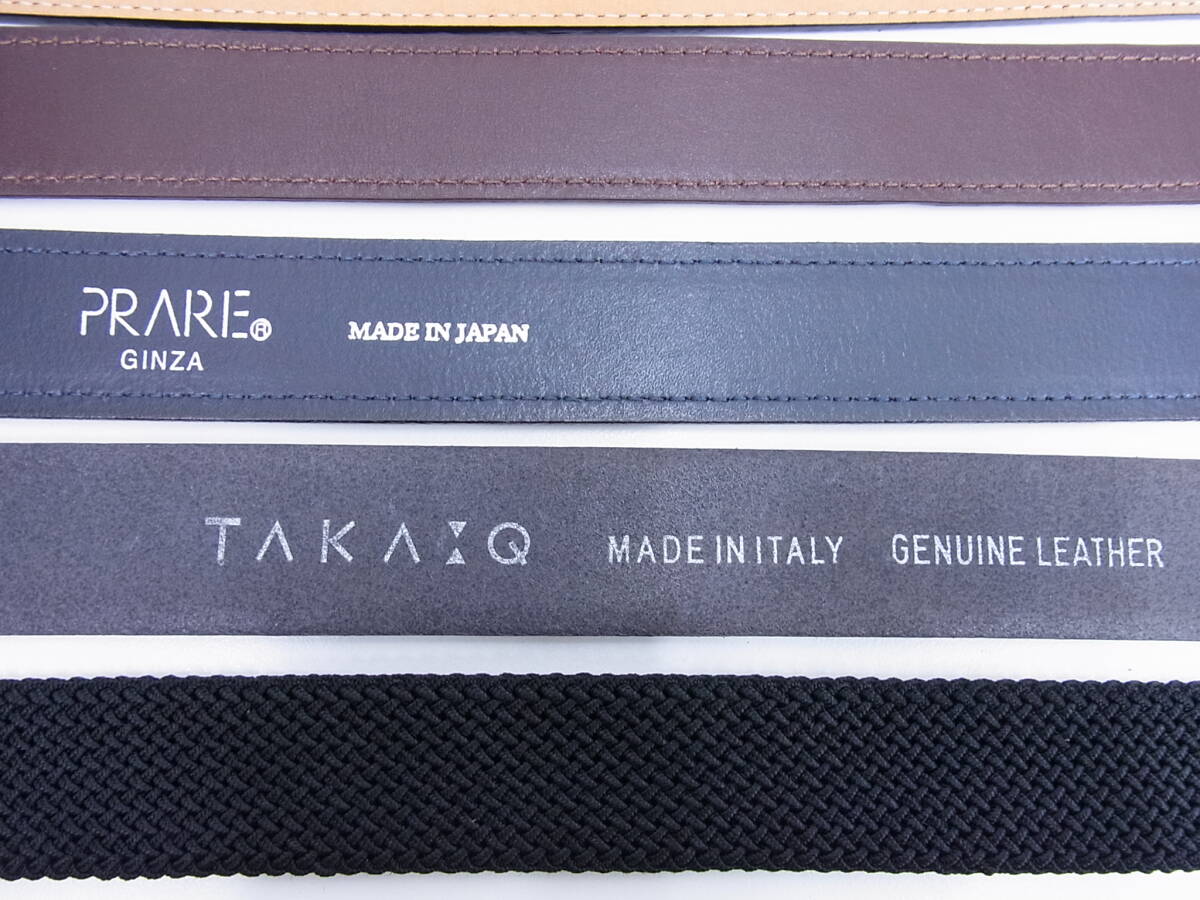 PRARE®
GINZA
MADE IN JAPAN
TAKA:Q
MADE IN ITALY
GENUINE LEATHER